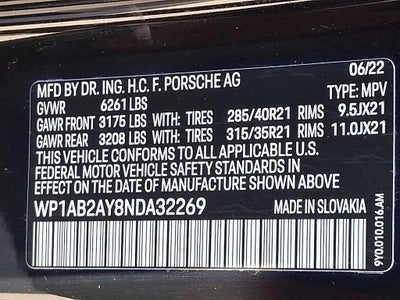 MFD BY DR. ING. H.C. F. PORSCHE AG 06/22
GVWR 6261 LBS TYPE: MPV
GAWR FRONT 3175 LBS WITH: TIRES 285/40R21 RIMS 9.5JX21
GAWR REAR 3208 LBS WITH: TIRES 315/35R21 RIMS 11.0JX21
THIS VEHICLE CONFORMS TO ALL APPLICABLE U.S.
FEDERAL MOTOR VEHICLE SAFETY STANDARDS IN
EFFECT ON THE DATE OF MANUFACTURE SHOWN ABOVE
WP1AB2AY8NDA32269 MADE IN SLOVAKIA
9Y0.010.016.AM